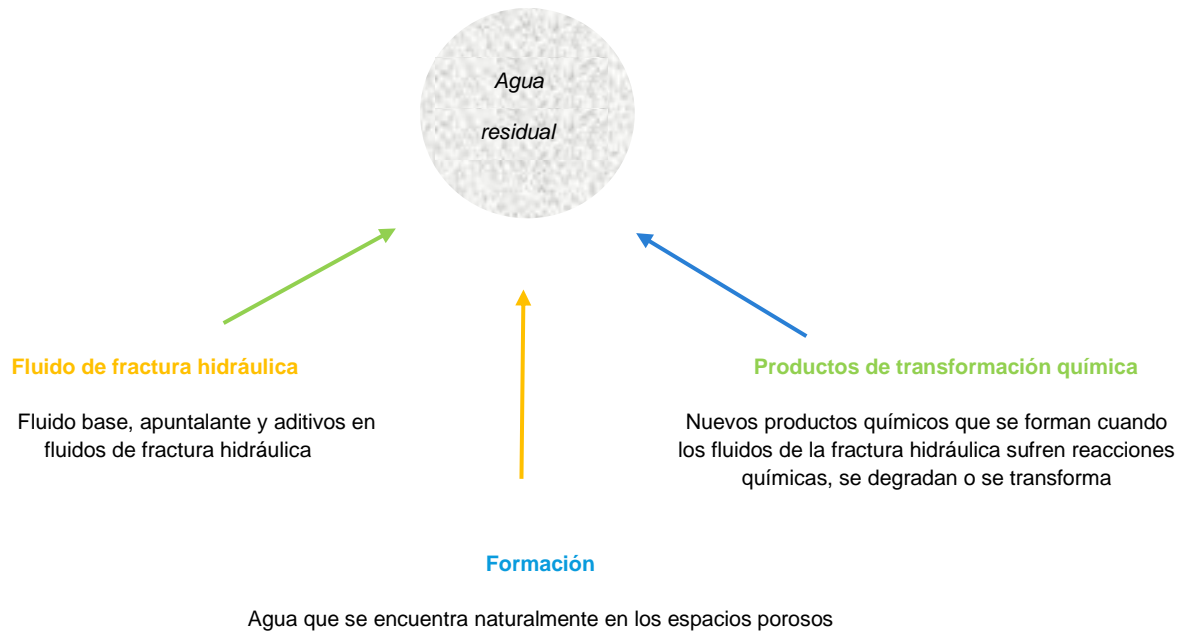 Agua
residual
Fluido de fractura hidráulica
Fluido base, apuntalante y aditivos en
fluidos de fractura hidráulica
Productos de transformación química
Nuevos productos químicos que se forman cuando
los fluidos de la fractura hidráulica sufren reacciones
químicas, se degradan o se transforma
Formación
Agua que se encuentra naturalmente en los espacios porosos